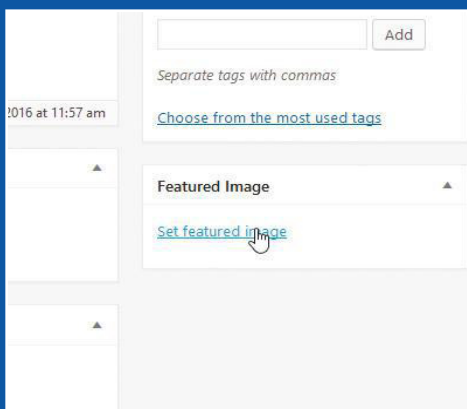 Add
Separate tags with commas
2016 at 11:57 am
Choose from the most used tags
Featured Image
Set featured image